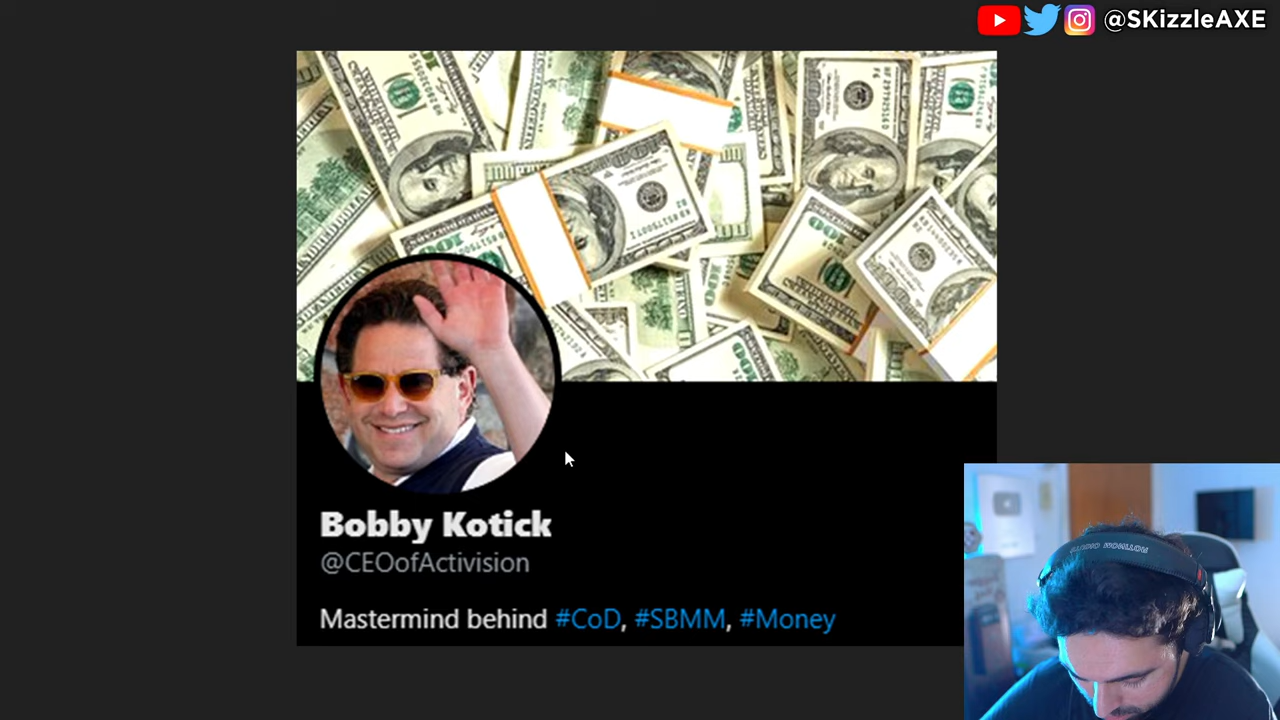 @SKizzleAXE
Bobby Kotick
@CEOofActivision
Mastermind behind #CoD, #SBMM, #Money